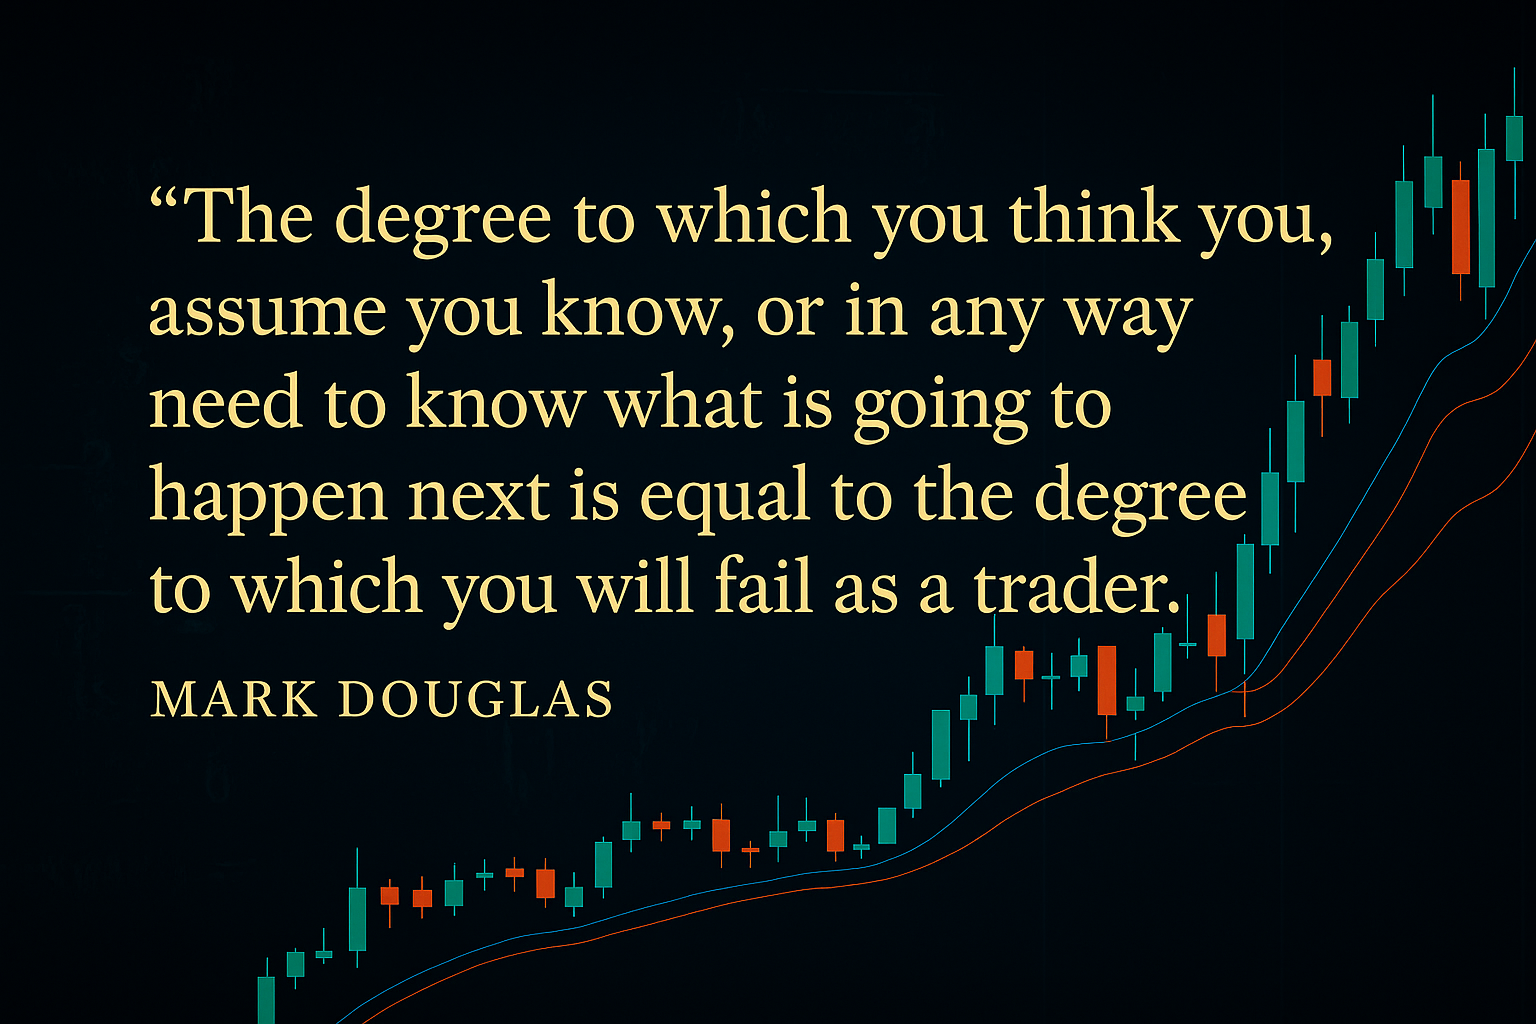 “The degree to which you think you,
assume you know, or in any way
need to know what is going to
happen next is equal to the degree
to which you will fail as a trader.
MARK DOUGLAS